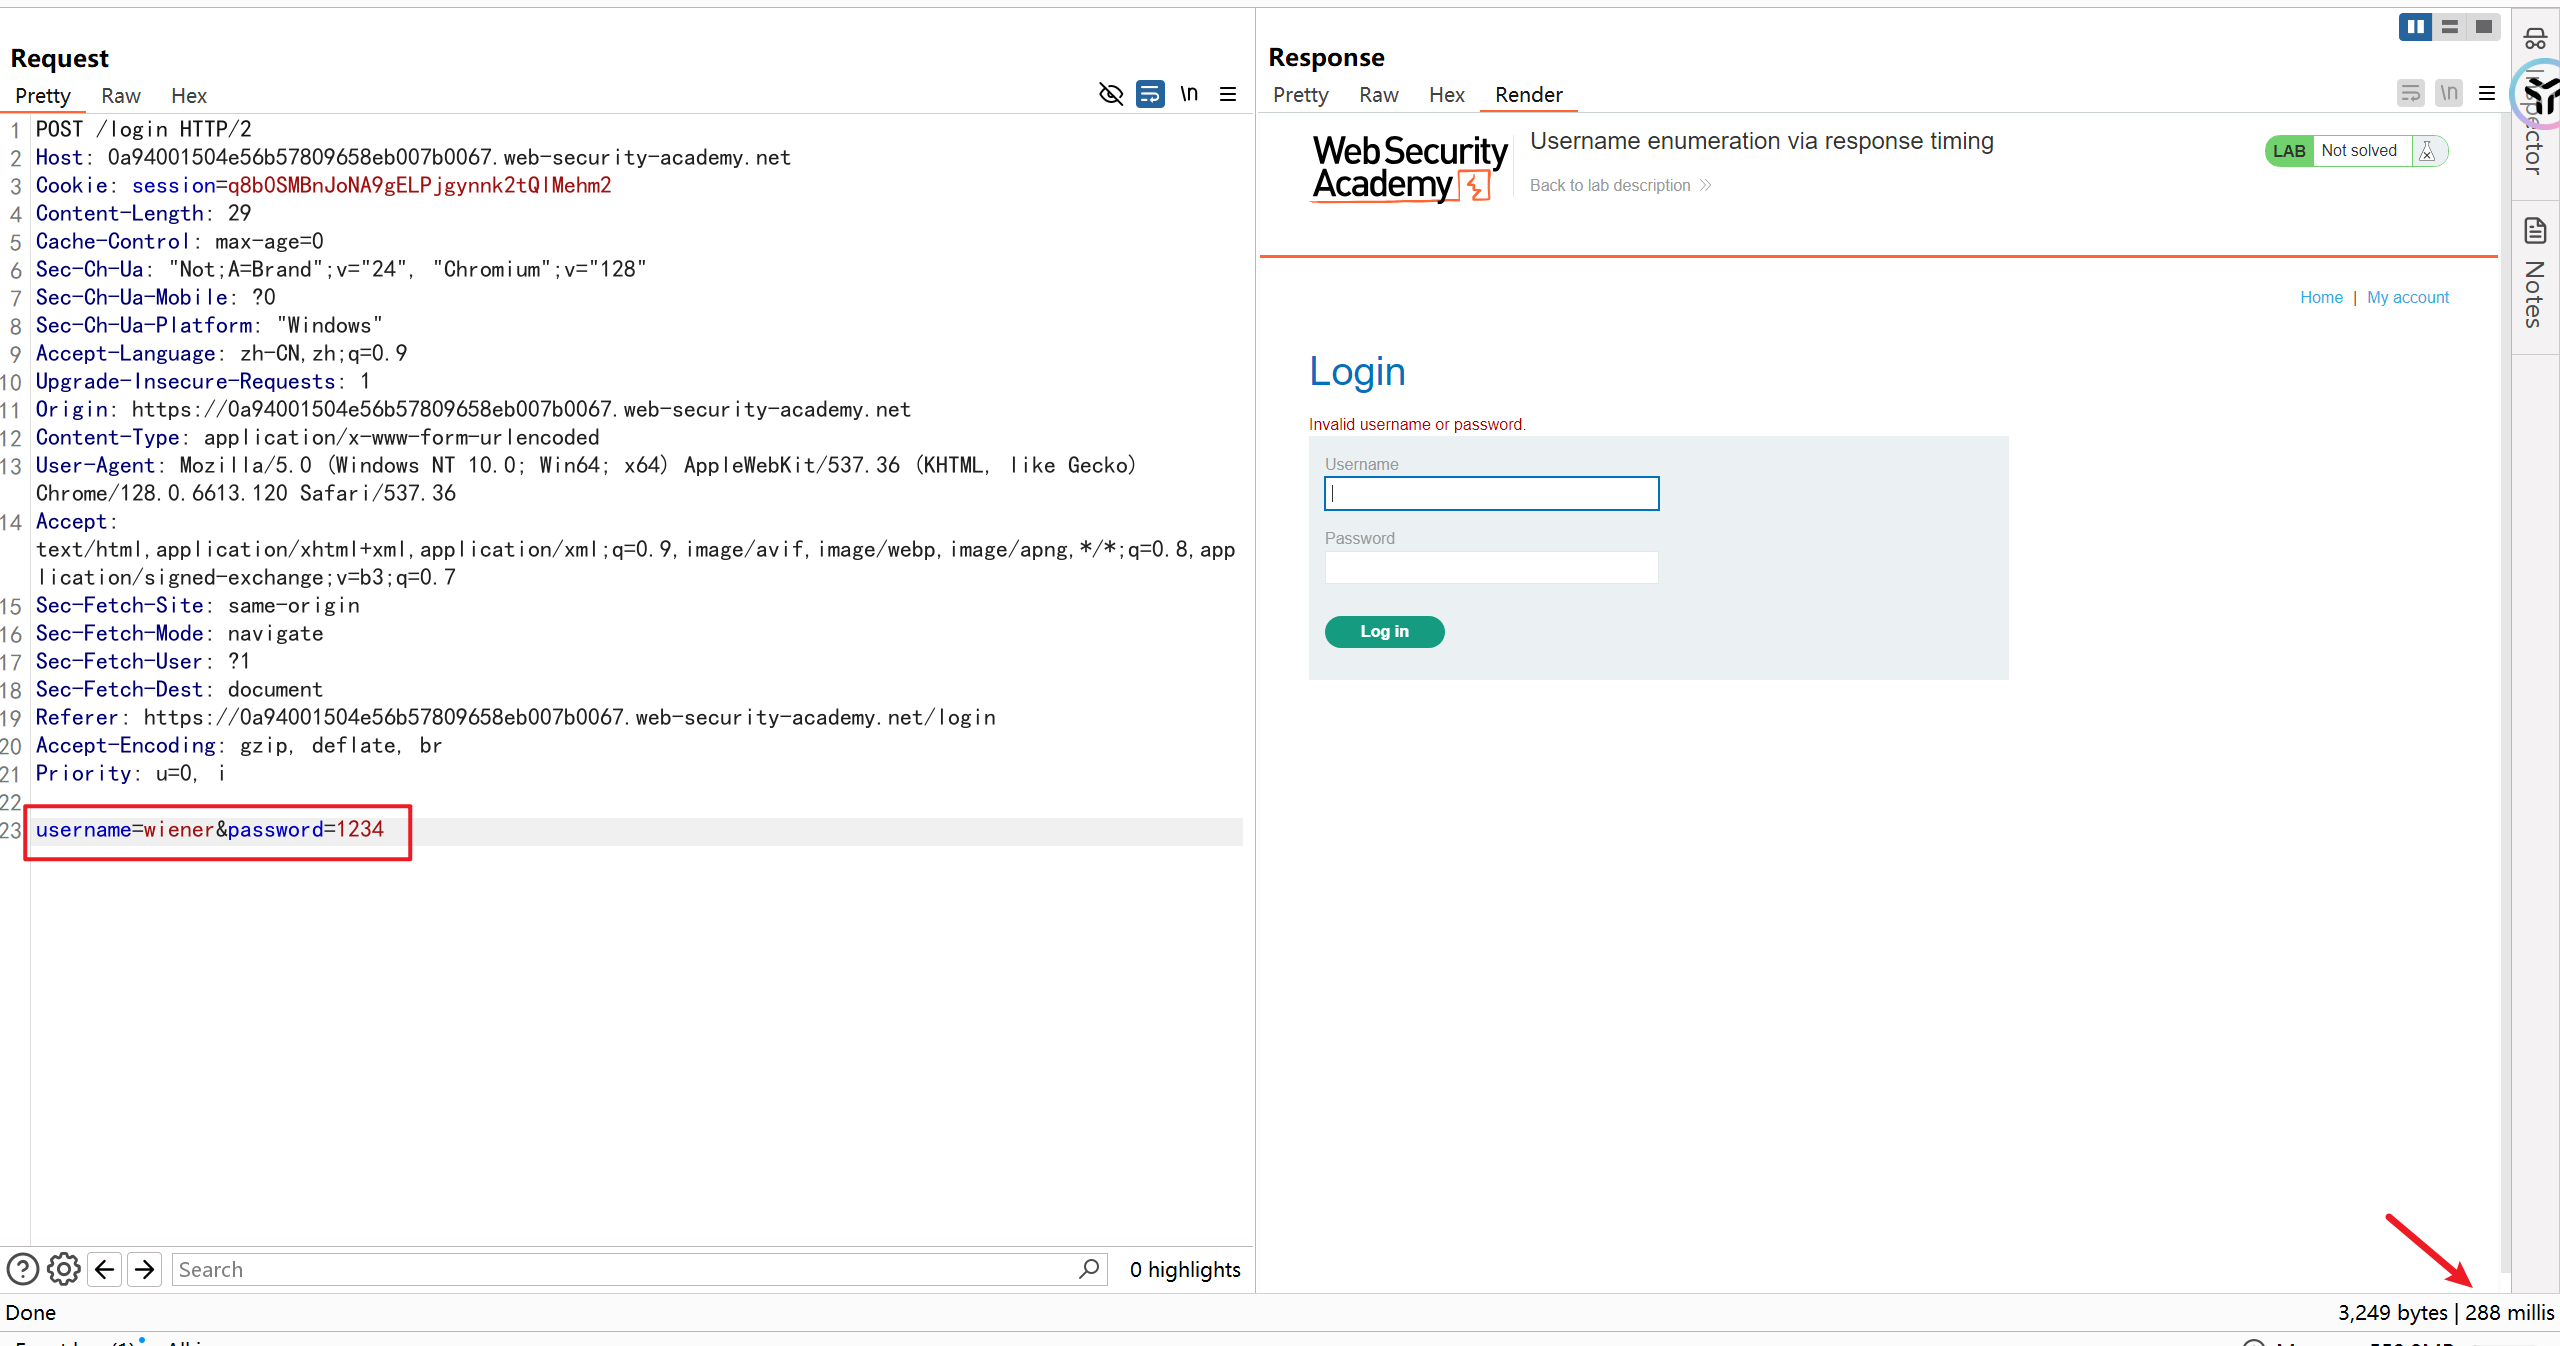 Request
Pretty Raw Hex \n
1 POST /login HTTP/2
2 Host: 0a94001504e56b57809658eb007b0067.web-security-academy.net
3 Cookie: session=q8bOSMBnJoNA9gELPjgynnk2tQlMehm2
4 Content-Length: 29
5 Cache-Control: max-age=0
6 Sec-Ch-Ua: "Not;A=Brand";v="24", "Chromium";v="128"
7 Sec-Ch-Ua-Mobile: ?0
8 Sec-Ch-Ua-Platform: "Windows"
9 Accept-Language: zh-CN,zh;q=0.9
10 Upgrade-Insecure-Requests: 1
11 Origin: https://0a94001504e56b57809658eb007b0067.web-security-academy.net
12 Content-Type: application/x-www-form-urlencoded
13 User-Agent: Mozilla/5.0 (Windows NT 10.0; Win64; x64) AppleWebKit/537.36 (KHTML, like Gecko)
Chrome/128.0.6613.120 Safari/537.36
14 Accept:
text/html,application/xhtml+xml,application/xml;q=0.9,image/avif,image/webp,image/apng,*/*;q=0.8,app
lication/signed-exchange;v=b3;q=0.7
15 Sec-Fetch-Site: same-origin
16 Sec-Fetch-Mode: navigate
17 Sec-Fetch-User: ?1
18 Sec-Fetch-Dest: document
19 Referer: https://0a94001504e56b57809658eb007b0067.web-security-academy.net/login
20 Accept-Encoding: gzip, deflate, br
21 Priority: u=0, i
22
23 username=wiener&password=1234
Search 0 highlights
Done
Response
Pretty Raw Hex Render \n
Web Security
Academy
Username enumeration via response timing
Back to lab description
LAB Not solved
Home | My account
Login
Invalid username or password.
Username
Password
Log in
3,249 bytes | 288 millis
Notes